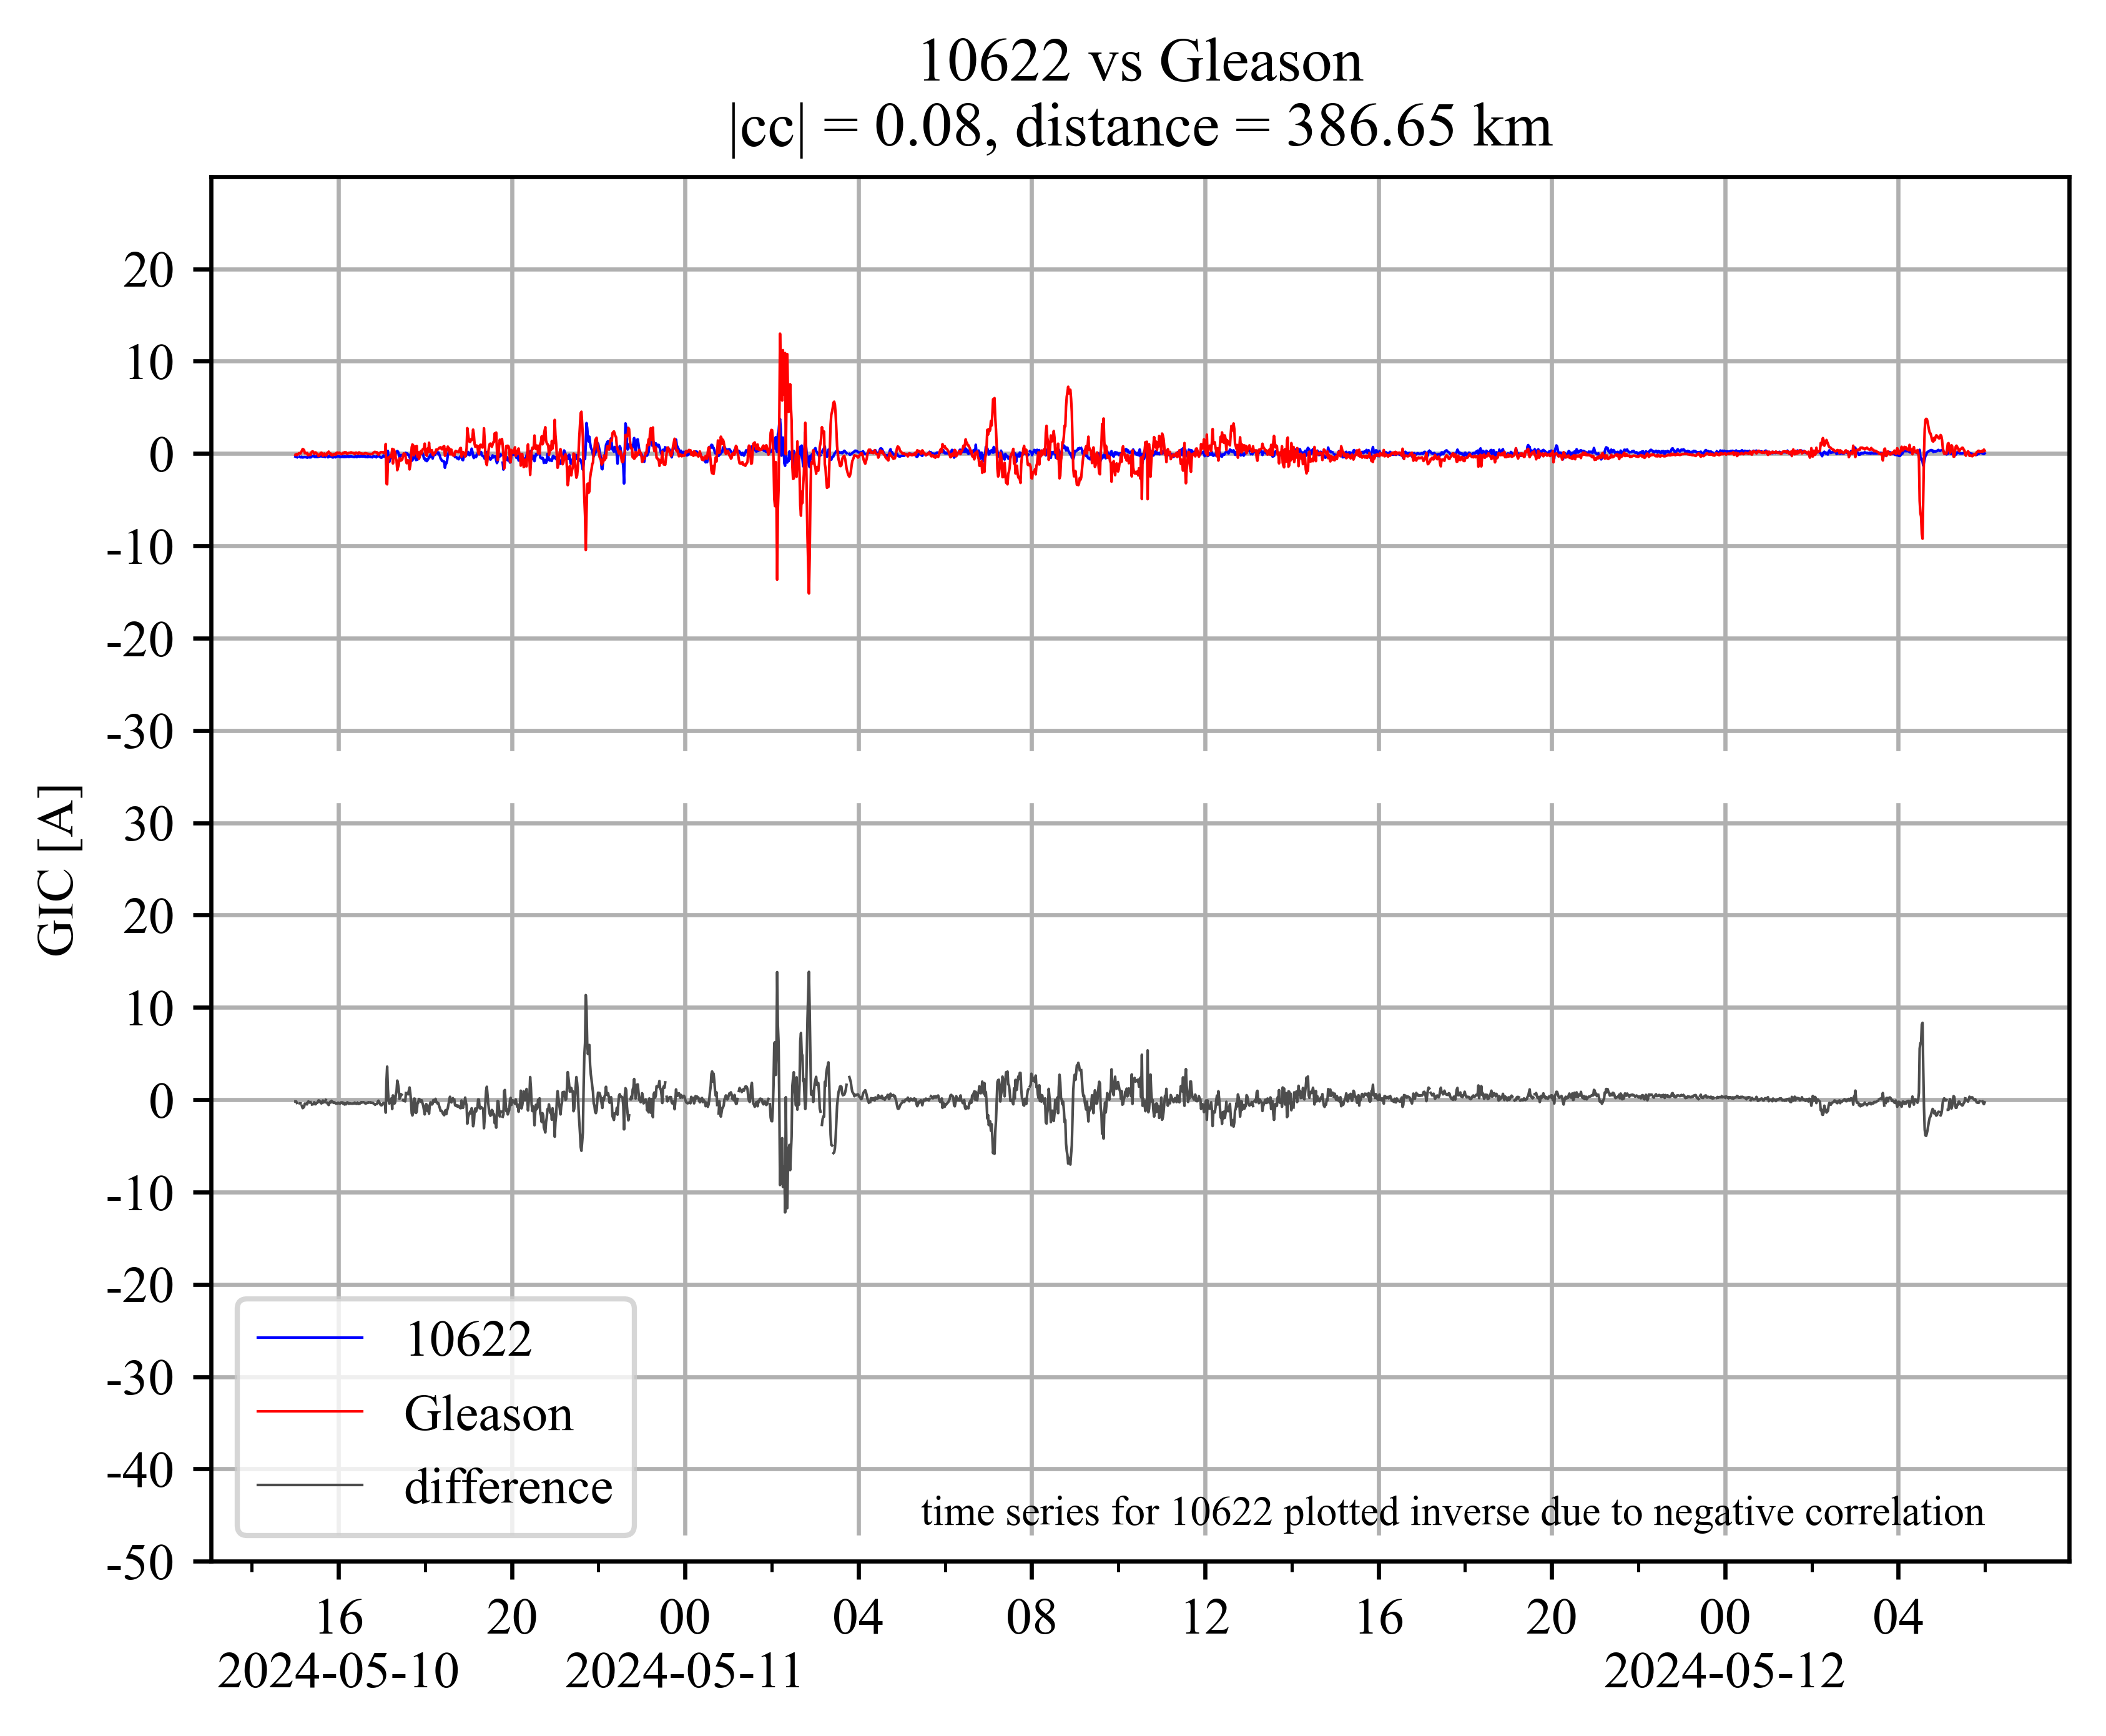 10622 vs Gleason
|cc| = 0.08, distance = 386.65 km
20
10
0
-10
-20
-30
30
20
10
0
-10
-20
-30
-40
-50
GIC [A]
10622
Gleason
difference
time series for 10622 plotted inverse due to negative correlation
16 20 00 04 08 12 16 20 00 04
2024-05-10 2024-05-11 2024-05-12